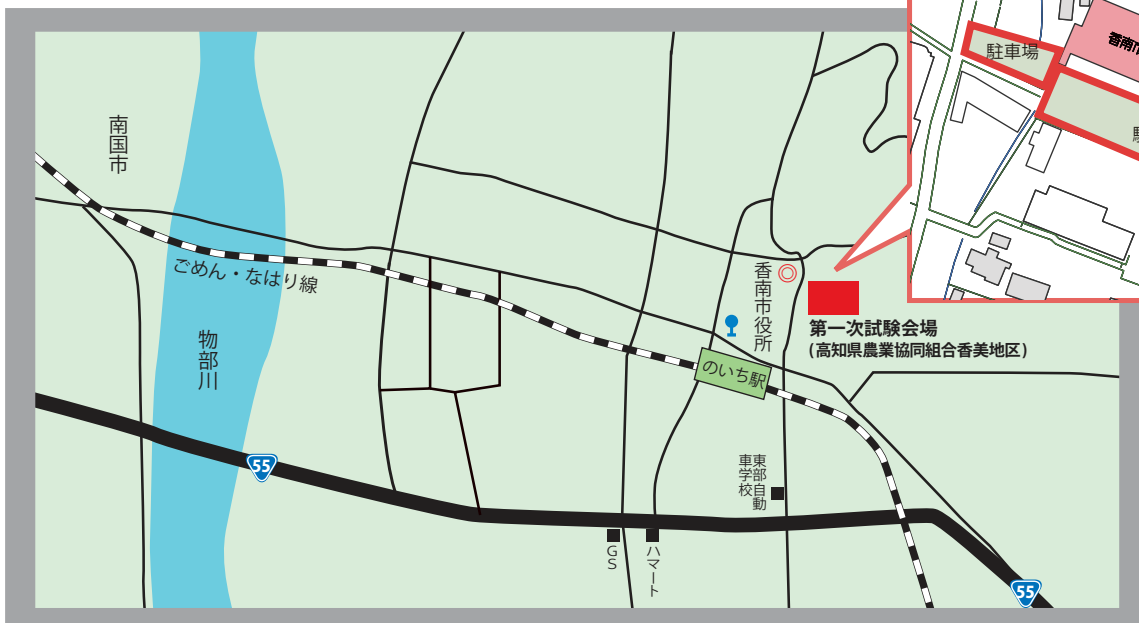 南国市
ごめん・なはり線
物部川
55
香南市役所
第一次試験会場
(高知県農業協同組合香美地区)
のいち駅
東部自動
車学校
GS
ハマート
55
駐車場
香南